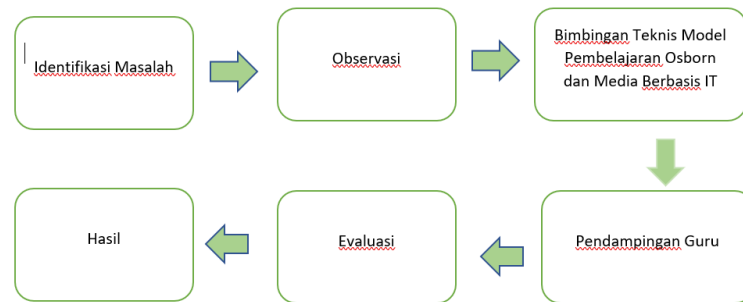 Identifikasi Masalah
Observasi
Bimbingan Teknis Model
Pembelajaran Osborn
dan Media Berbasis IT
Pendampingan Guru
Evaluasi
Hasil